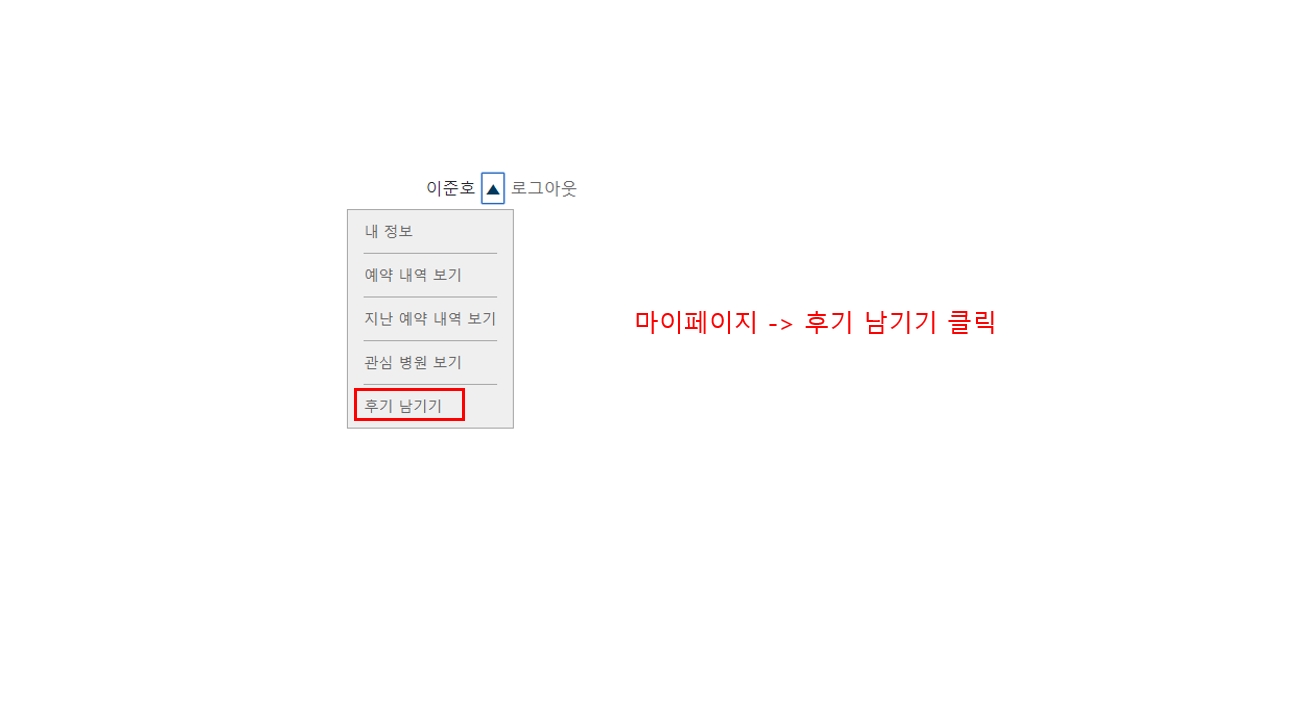 이준호 ▲ 로그아웃
내 정보
예약 내역 보기
지난 예약 내역 보기
관심 병원 보기
후기 남기기
마이페이지 -> 후기 남기기 클릭